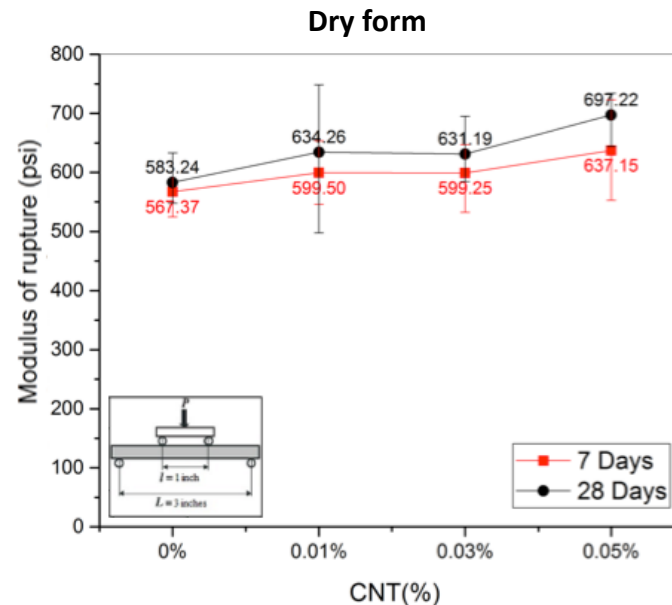 Dry form
Modulus of rupture (psi)
800
700
600
500
400
300
200
100
0
583.24
634.26
631.19
697.22
567.37
599.50
599.25
637.15
P
l = 1 inch
L = 3 inches
7 Days
28 Days
0%
0.01%
0.03%
0.05%
CNT(%)